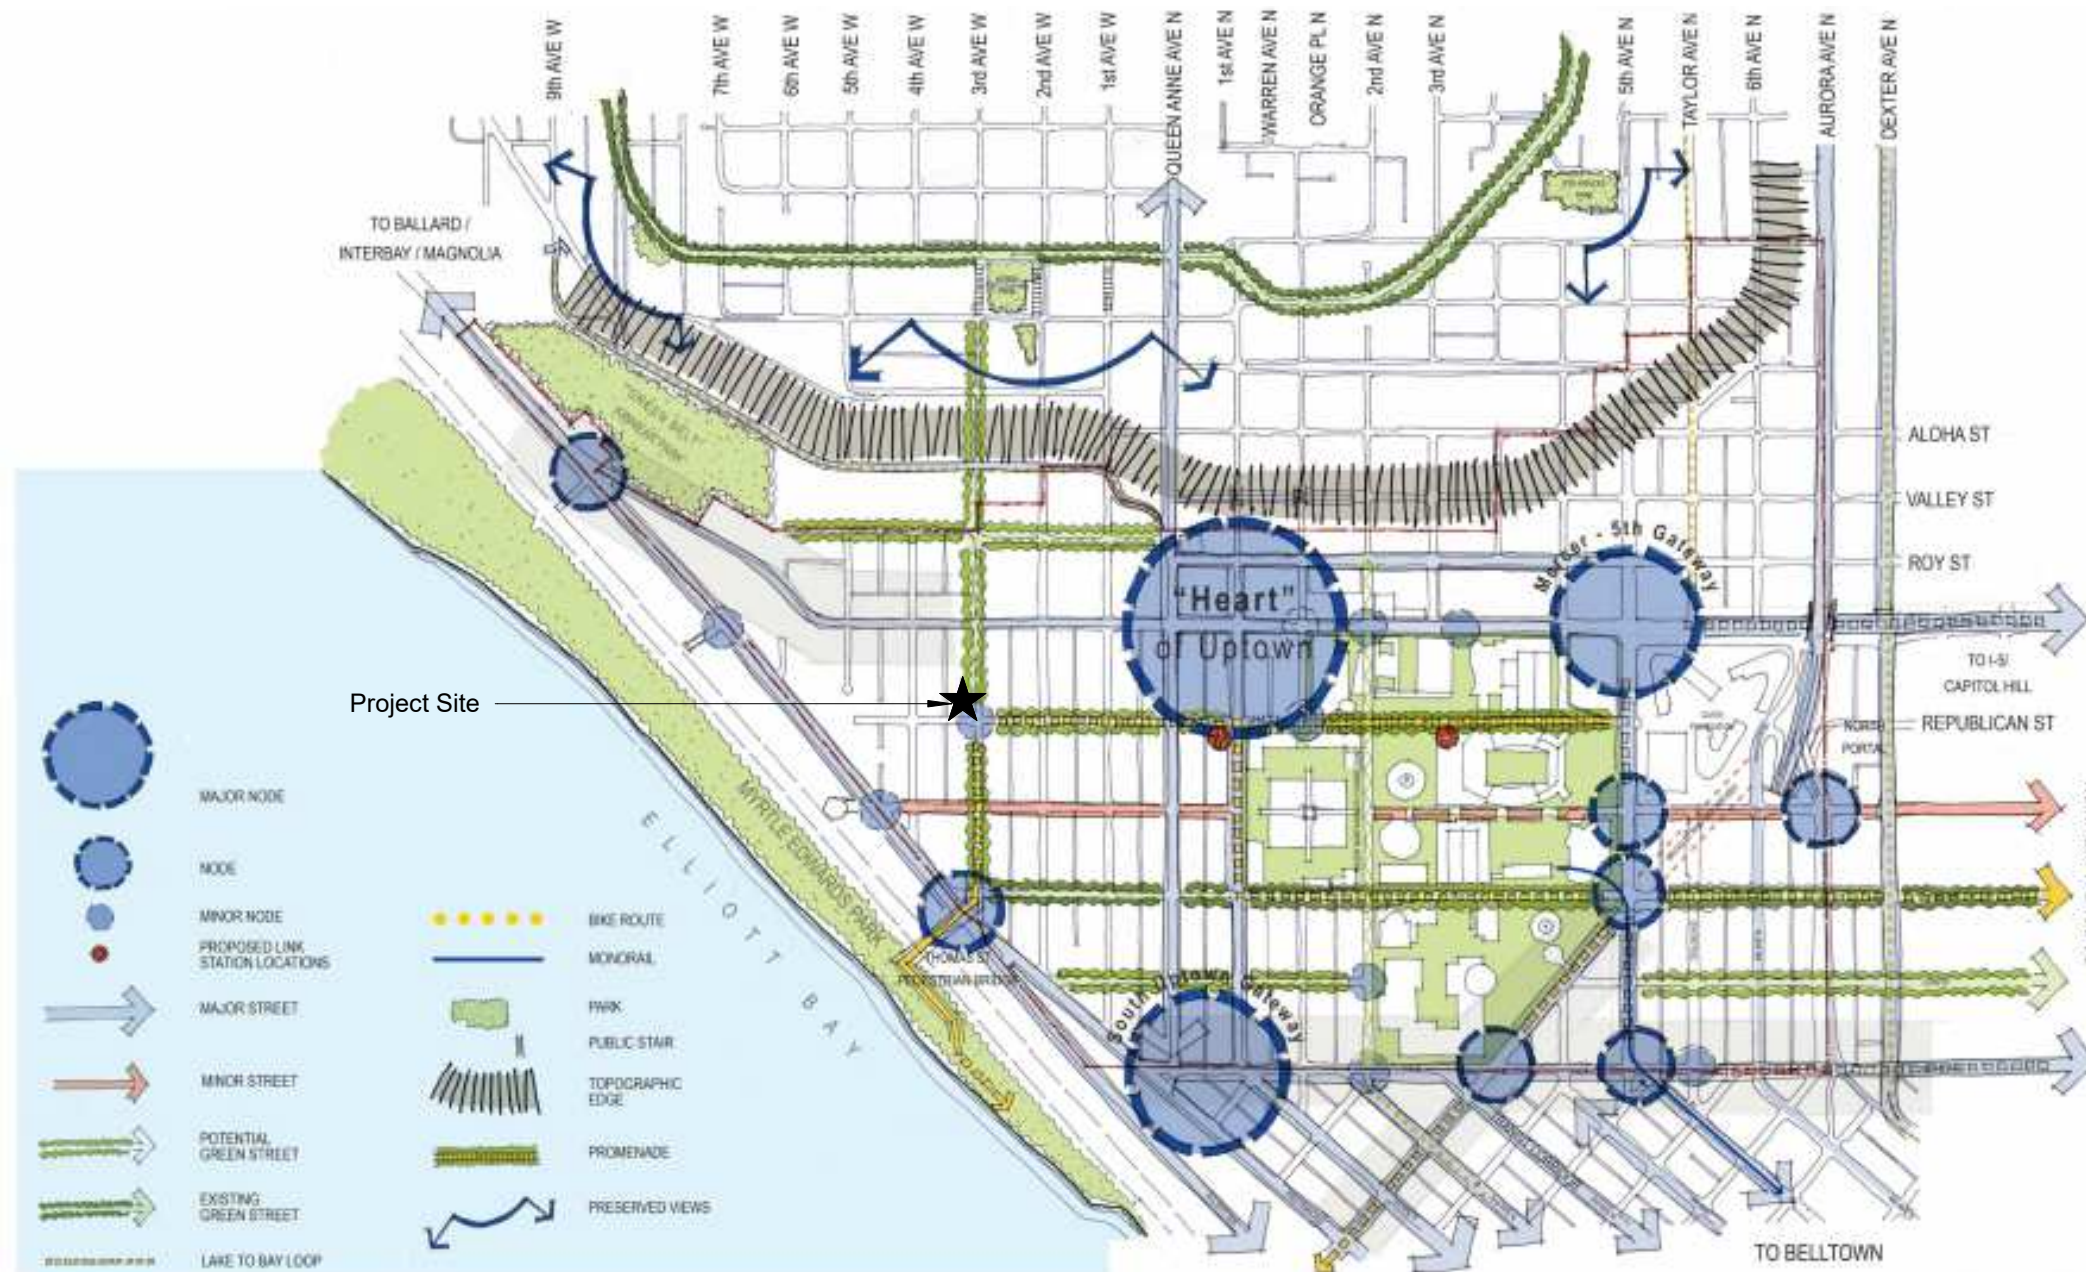 9th AVE W
7th AVE W
6th AVE W
5th AVE W
4th AVE W
3rd AVE W
2nd AVE W
1st AVE W
QUEEN ANNE AVE N
1st AVE N
WARREN AVE N
ORANGE PL N
2nd AVE N
3rd AVE N
5th AVE N
TAYLOR AVE N
6th AVE N
AURORA AVE N
DEXTER AVE N
TO BALLARD /
INTERBAY / MAGNOLIA
ALOHA ST
VALLEY ST
ROY ST
Mercer - 5th Gateway
"Heart"
of Uptown
TO I-5/
CAPITOL HILL
REPUBLICAN ST
NORTH
PORTAL
Project Site
MYRTLE EDWARDS PARK
ELLIOTT BAY
THOMAS ST
PEDESTRIAN BRIDGE
South Uptown Gateway
TO BELLTOWN
MAJOR NODE
NODE
MINOR NODE
PROPOSED LINK
STATION LOCATIONS
MAJOR STREET
MINOR STREET
POTENTIAL
GREEN STREET
EXISTING
GREEN STREET
LAKE TO BAY LOOP
BIKE ROUTE
MONORAIL
PARK
PUBLIC STAIR
TOPOGRAPHIC
EDGE
PROMENADE
PRESERVED VIEWS